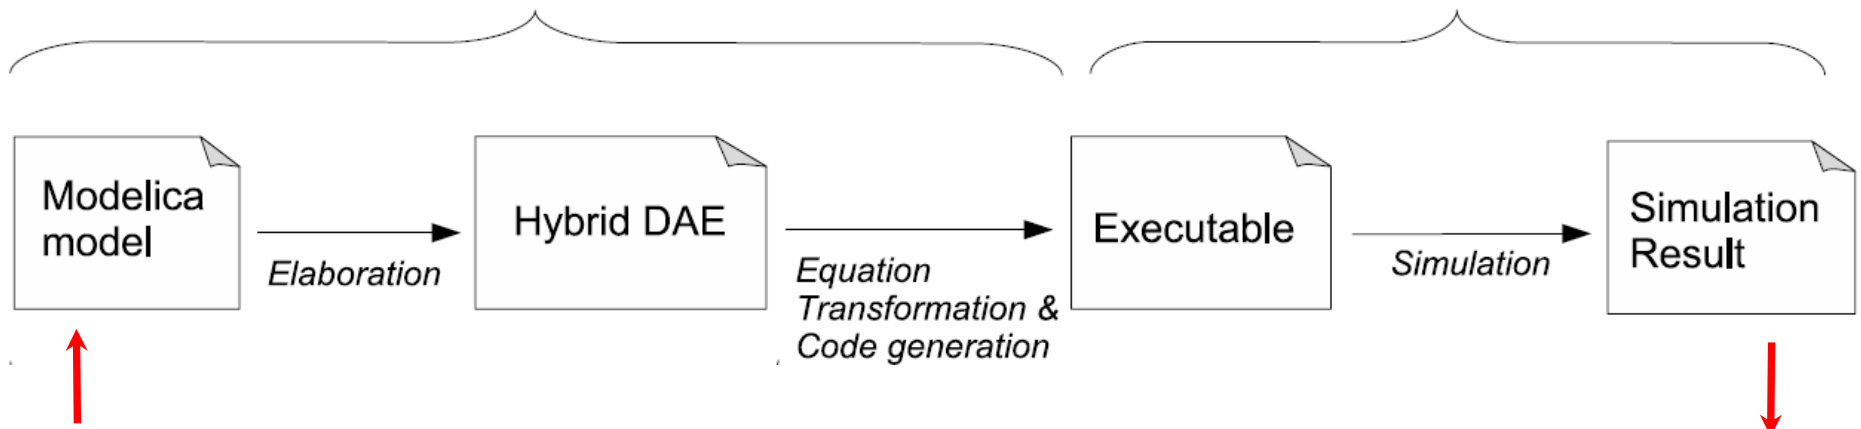 Modelica
model
Elaboration
Hybrid DAE
Equation
Transformation &
Code generation
Executable
Simulation
Simulation
Result